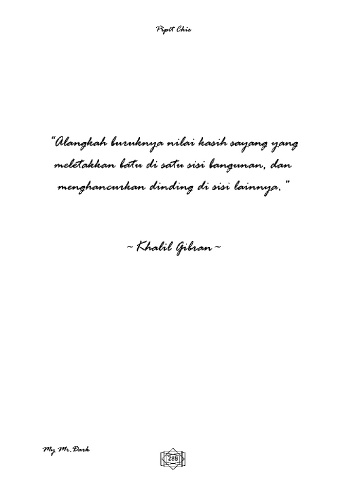 Pipit Chie
"Alangkah buruknya nilai kasih sayang yang
meletakkan batu di satu sisi bangunan, dan
menghancurkan dinding di sisi lainnya."
~ Khalil Gibran ~
My Mr. Dark